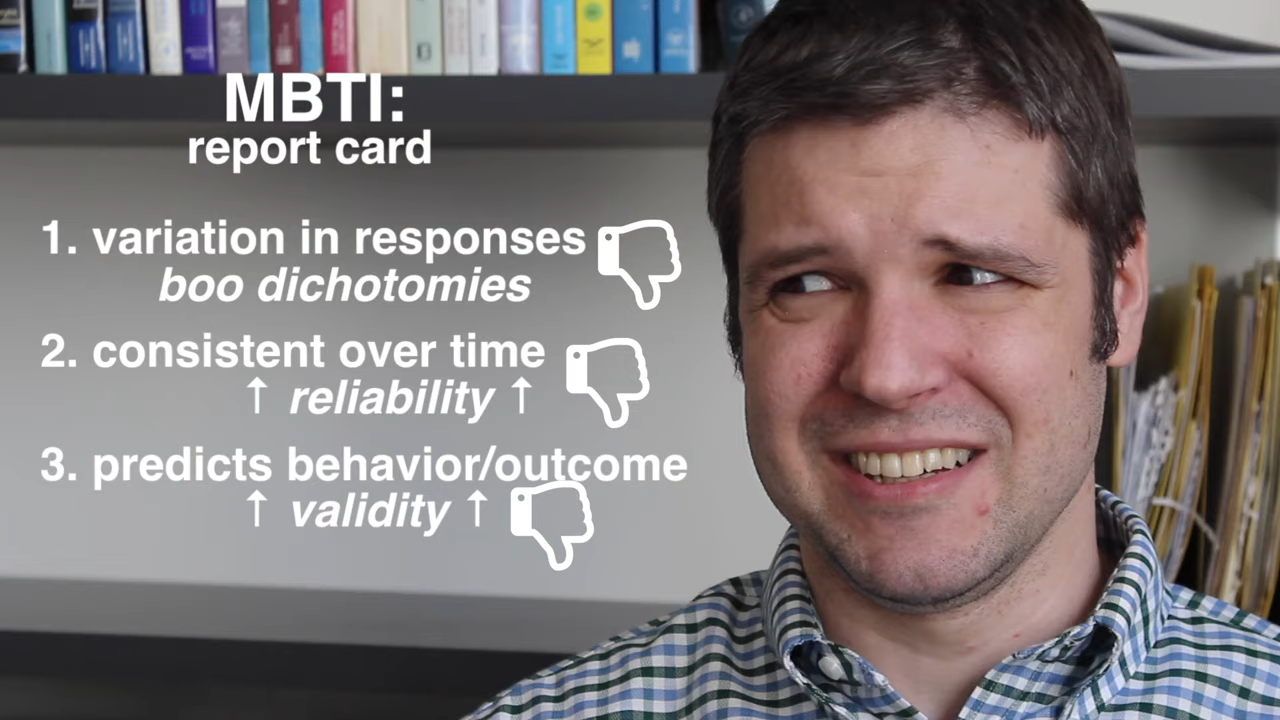 MBTI:
report card
1. variation in responses
boo dichotomies
2. consistent over time
↑ reliability ↑
3. predicts behavior/outcome
↑ validity ↑